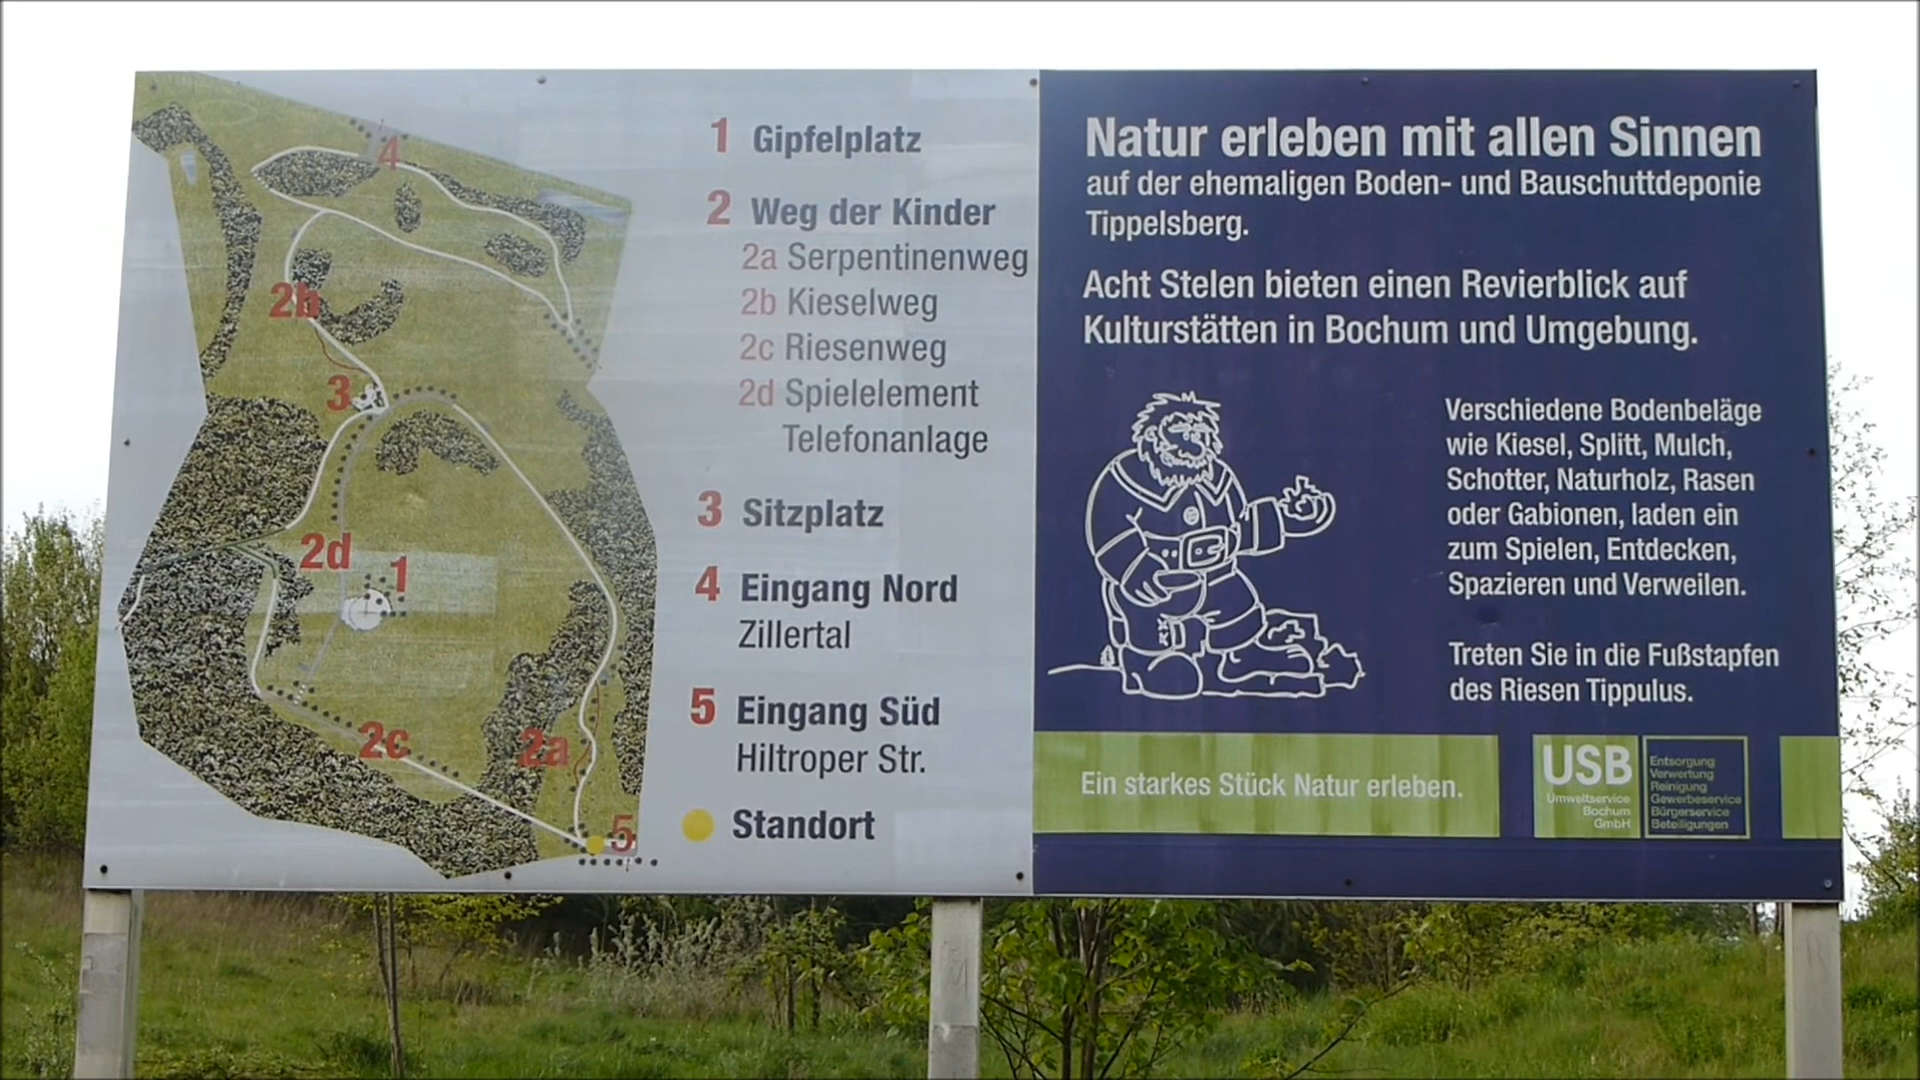 4
2b
3
2d
1
2c
2a
5
1 Gipfelplatz
2 Weg der Kinder
2a Serpentinenweg
2b Kieselweg
2c Riesenweg
2d Spielelement
Telefonanlage
3 Sitzplatz
4 Eingang Nord
Zillertal
5 Eingang Süd
Hiltroper Str.
Standort
Natur erleben mit allen Sinnen
auf der ehemaligen Boden- und Bauschuttdeponie
Tippelsberg.
Acht Stelen bieten einen Revierblick auf
Kulturstätten in Bochum und Umgebung.
Verschiedene Bodenbeläge
wie Kiesel, Splitt, Mulch,
Schotter, Naturholz, Rasen
oder Gabionen, laden ein
zum Spielen, Entdecken,
Spazieren und Verweilen.
Treten Sie in die Fußstapfen
des Riesen Tippulus.
Ein starkes Stück Natur erleben.
USB
Umweltservice
Bochum
GmbH
Entsorgung
Verwertung
Reinigung
Gewerbeservice
Bürgerservice
Beteiligungen